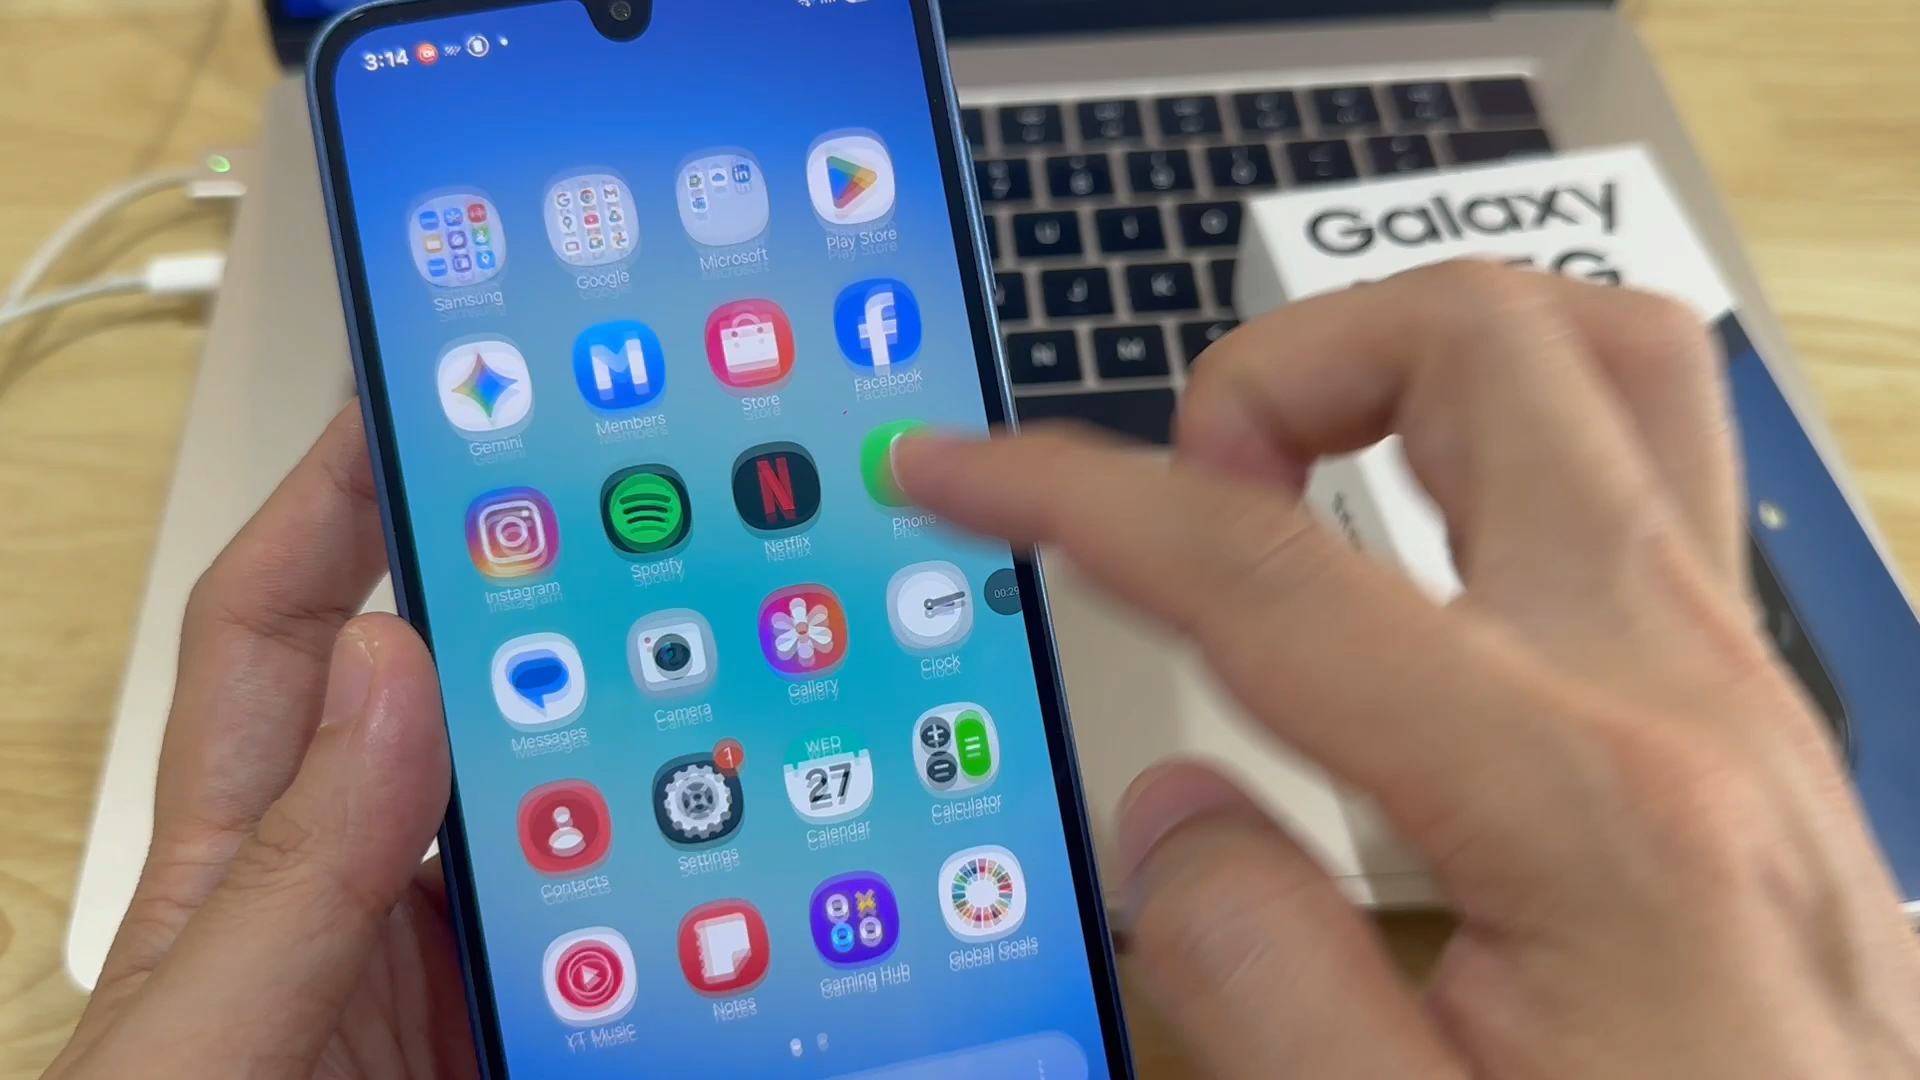 3:14
Samsung
Google
Microsoft
Play Store
Gemini
Members
Store
Facebook
Instagram
Spotify
Netflix
Phone
Messages
Camera
Gallery
Clock
00:29
Contacts
1
Settings
WED
27
Calendar
Calculator
YT Music
Notes
Gaming Hub
Global Goals
Galaxy